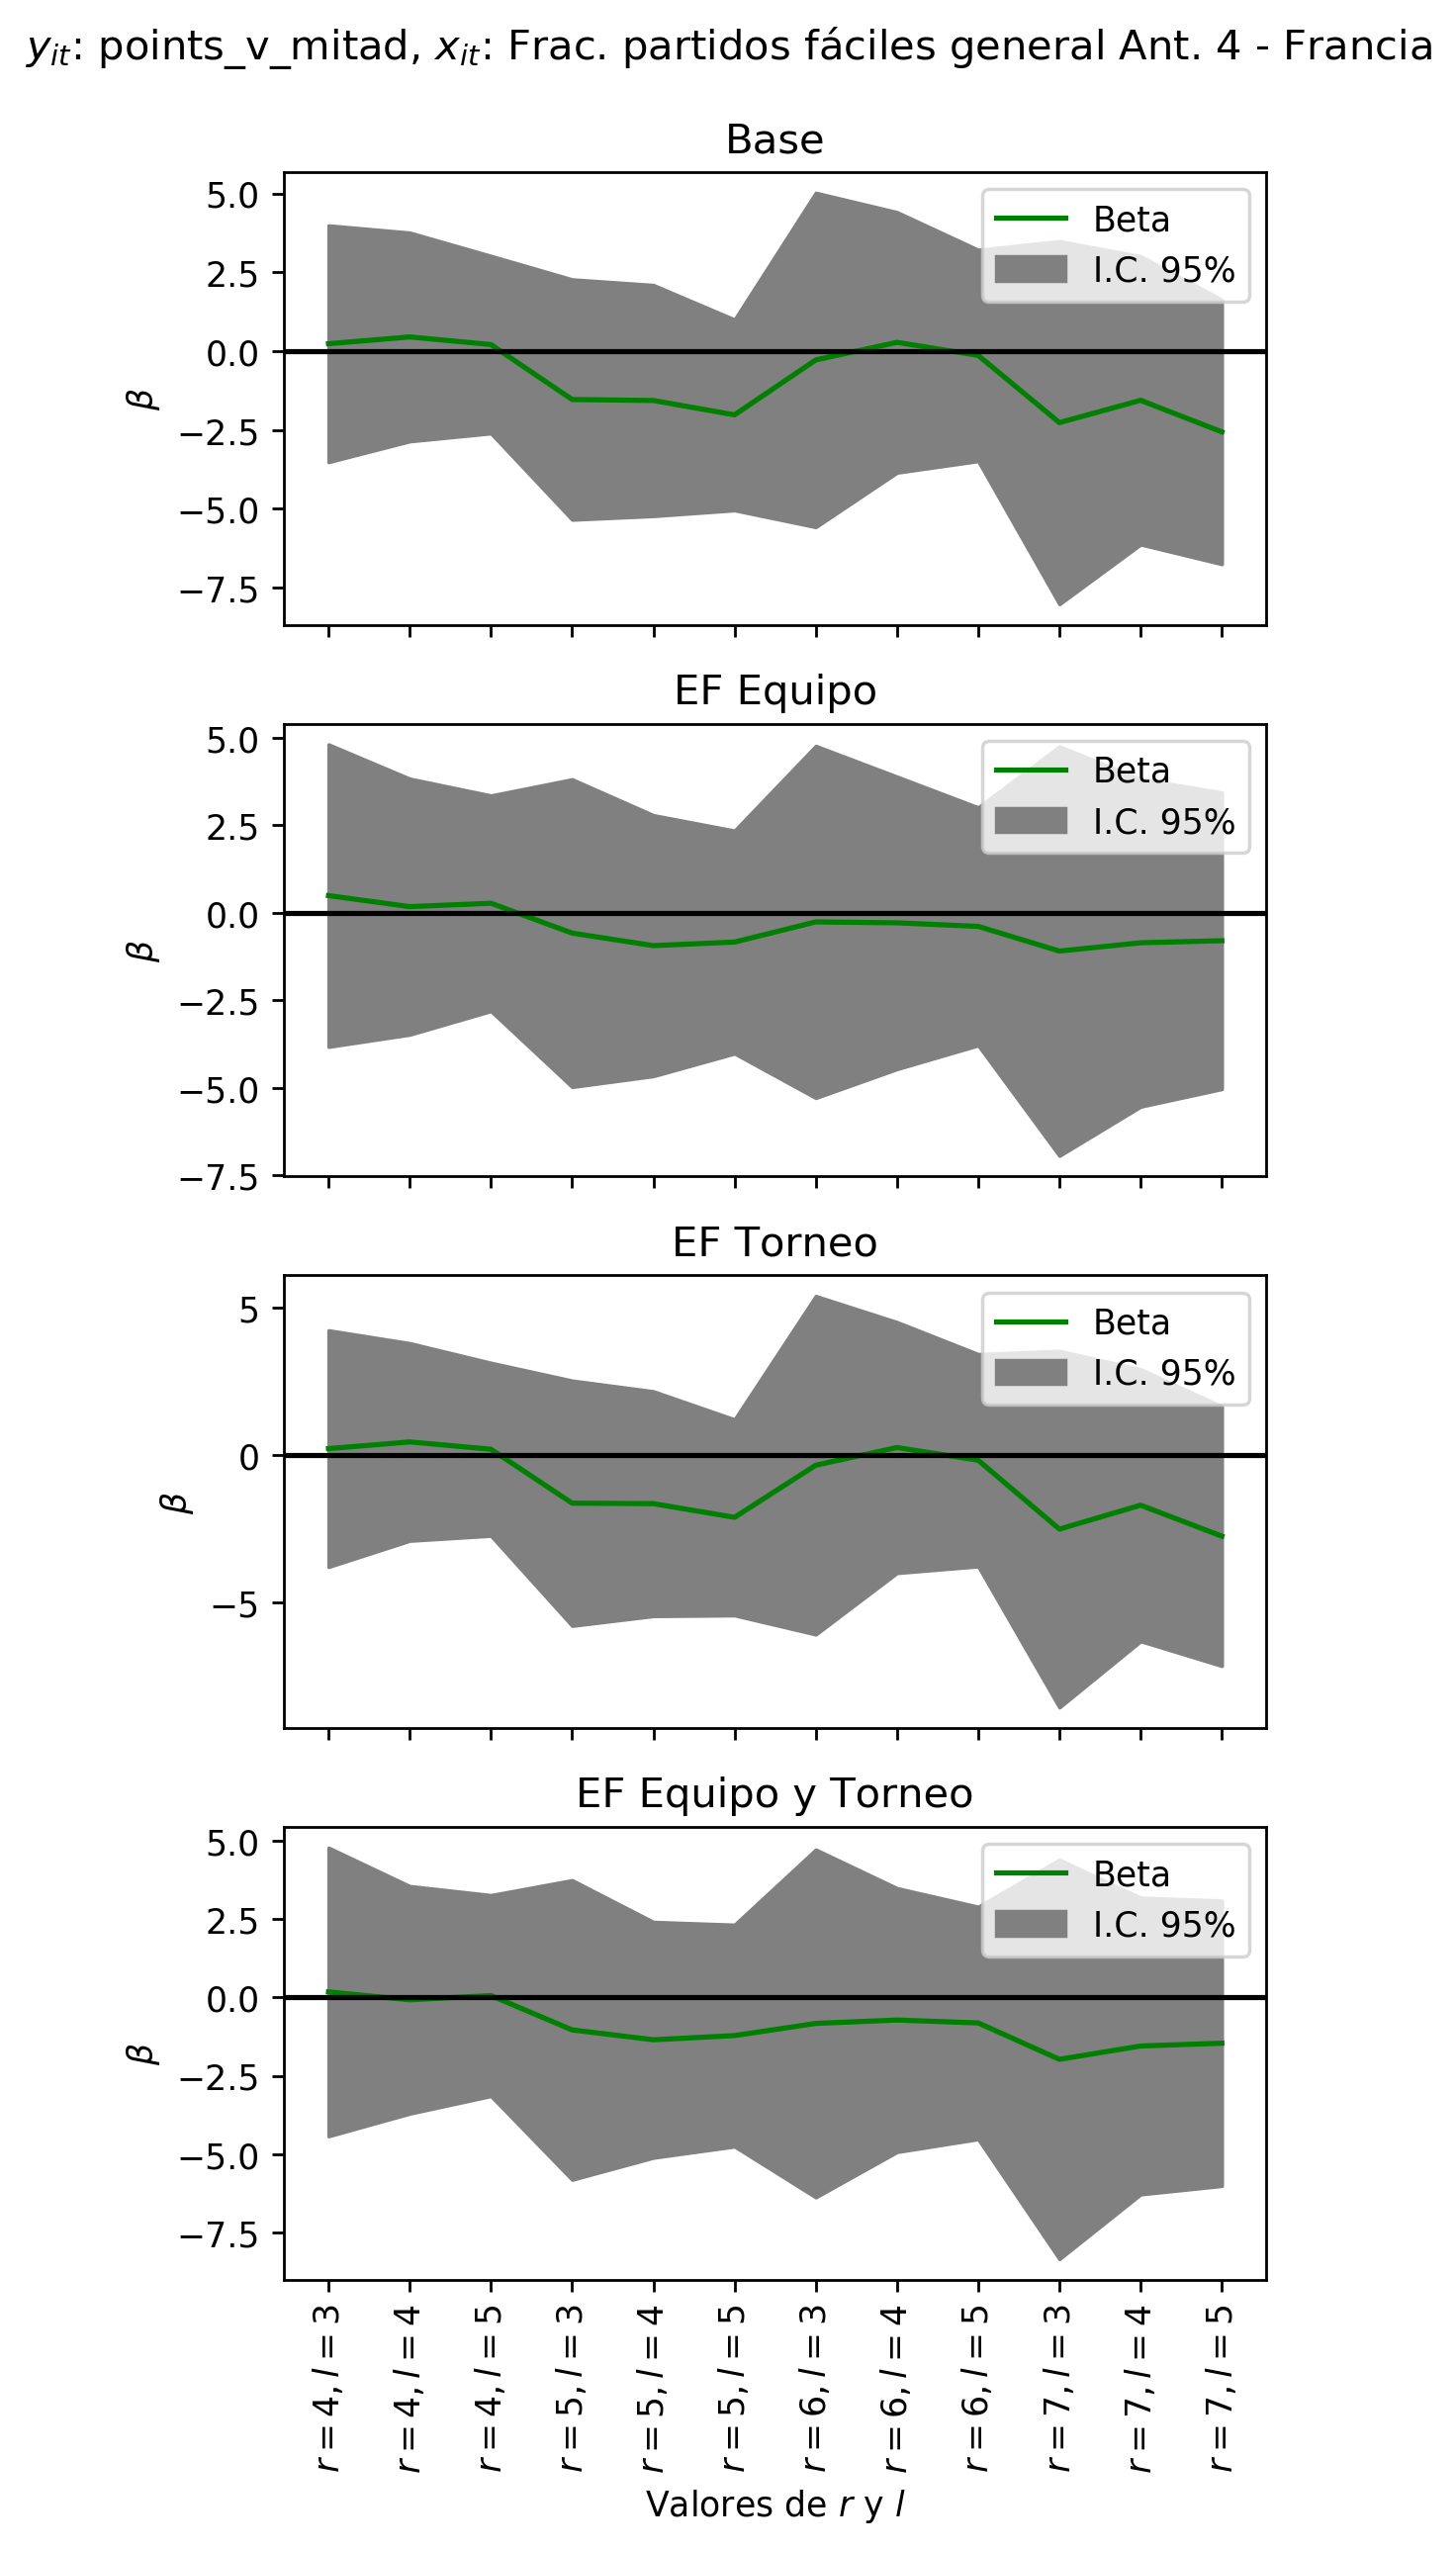 y_it: points_v_mitad, x_it: Frac. partidos fáciles general Ant. 4 - Francia
Base
5.0
2.5
0.0
−2.5
−5.0
−7.5
β
Beta
I.C. 95%
EF Equipo
5.0
2.5
0.0
−2.5
−5.0
−7.5
β
Beta
I.C. 95%
EF Torneo
5
0
−5
β
Beta
I.C. 95%
EF Equipo y Torneo
5.0
2.5
0.0
−2.5
−5.0
−7.5
β
Beta
I.C. 95%
r = 4, l = 3
r = 4, l = 4
r = 4, l = 5
r = 5, l = 3
r = 5, l = 4
r = 5, l = 5
r = 6, l = 3
r = 6, l = 4
r = 6, l = 5
r = 7, l = 3
r = 7, l = 4
r = 7, l = 5
Valores de r y l